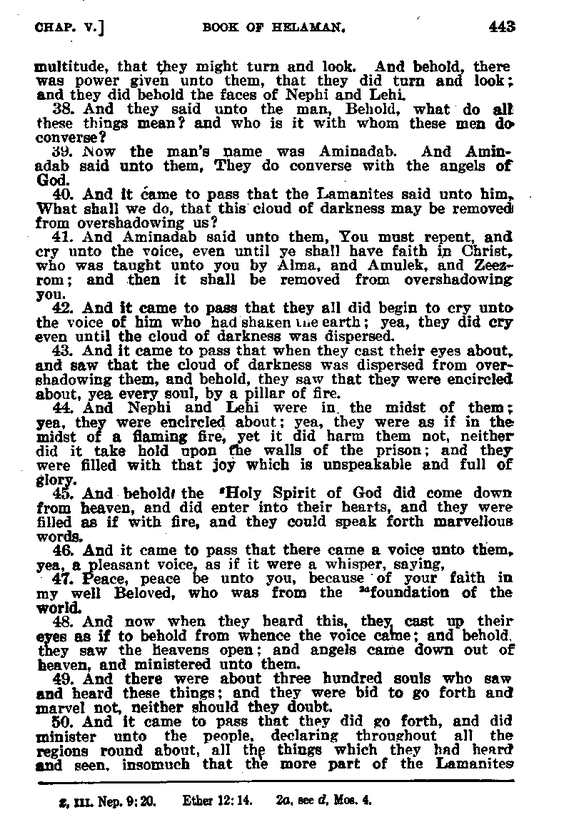 CHAP. V.] BOOK OF HELAMAN. 443
multitude, that they might turn and look. And behold, there
was power given unto them, that they did turn and look;
and they did behold the faces of Nephi and Lehi.
38. And they said unto the man, Behold, what do all
these things mean? and who is it with whom these men do
converse?
39. Now the man's name was Aminadab. And Amin-
adab said unto them, They do converse with the angels of
God.
40. And it came to pass that the Lamanites said unto him,
What shall we do, that this cloud of darkness may be removed
from overshadowing us?
41. And Aminadab said unto them, You must repent, and
cry unto the voice, even until ye shall have faith in Christ,
who was taught unto you by Alma, and Amulek, and Zeez-
rom; and then it shall be removed from overshadowing
you.
42. And it came to pass that they all did begin to cry unto
the voice of him who had shaken the earth; yea, they did cry
even until the cloud of darkness was dispersed.
43. And it came to pass that when they cast their eyes about,
and saw that the cloud of darkness was dispersed from over-
shadowing them, and behold, they saw that they were encircled
about, yea every soul, by a pillar of fire.
44. And Nephi and Lehi were in the midst of them;
yea, they were encircled about; yea, they were as if in the
midst of a flaming fire, yet it did harm them not, neither
did it take hold upon the walls of the prison; and they
were filled with that joy which is unspeakable and full of
glory.
45. And behold, the Holy Spirit of God did come down
from heaven, and did enter into their hearts, and they were
filled as if with fire, and they could speak forth marvellous
words.
46. And it came to pass that there came a voice unto them,
yea, a pleasant voice, as if it were a whisper, saying,
47. Peace, peace be unto you, because of your faith in
my well Beloved, who was from the 2a foundation of the
world.
48. And now when they heard this, they cast up their
eyes as if to behold from whence the voice came; and behold,
they saw the heavens open; and angels came down out of
heaven, and ministered unto them.
49. And there were about three hundred souls who saw
and heard these things; and they were bid to go forth and
marvel not, neither should they doubt.
50. And it came to pass that they did go forth, and did
minister unto the people, declaring throughout all the
regions round about, all the things which they had heard
and seen, insomuch that the more part of the Lamanites
z, III. Nep. 9:20. Ether 12:14. 2a, see d, Mos. 4.